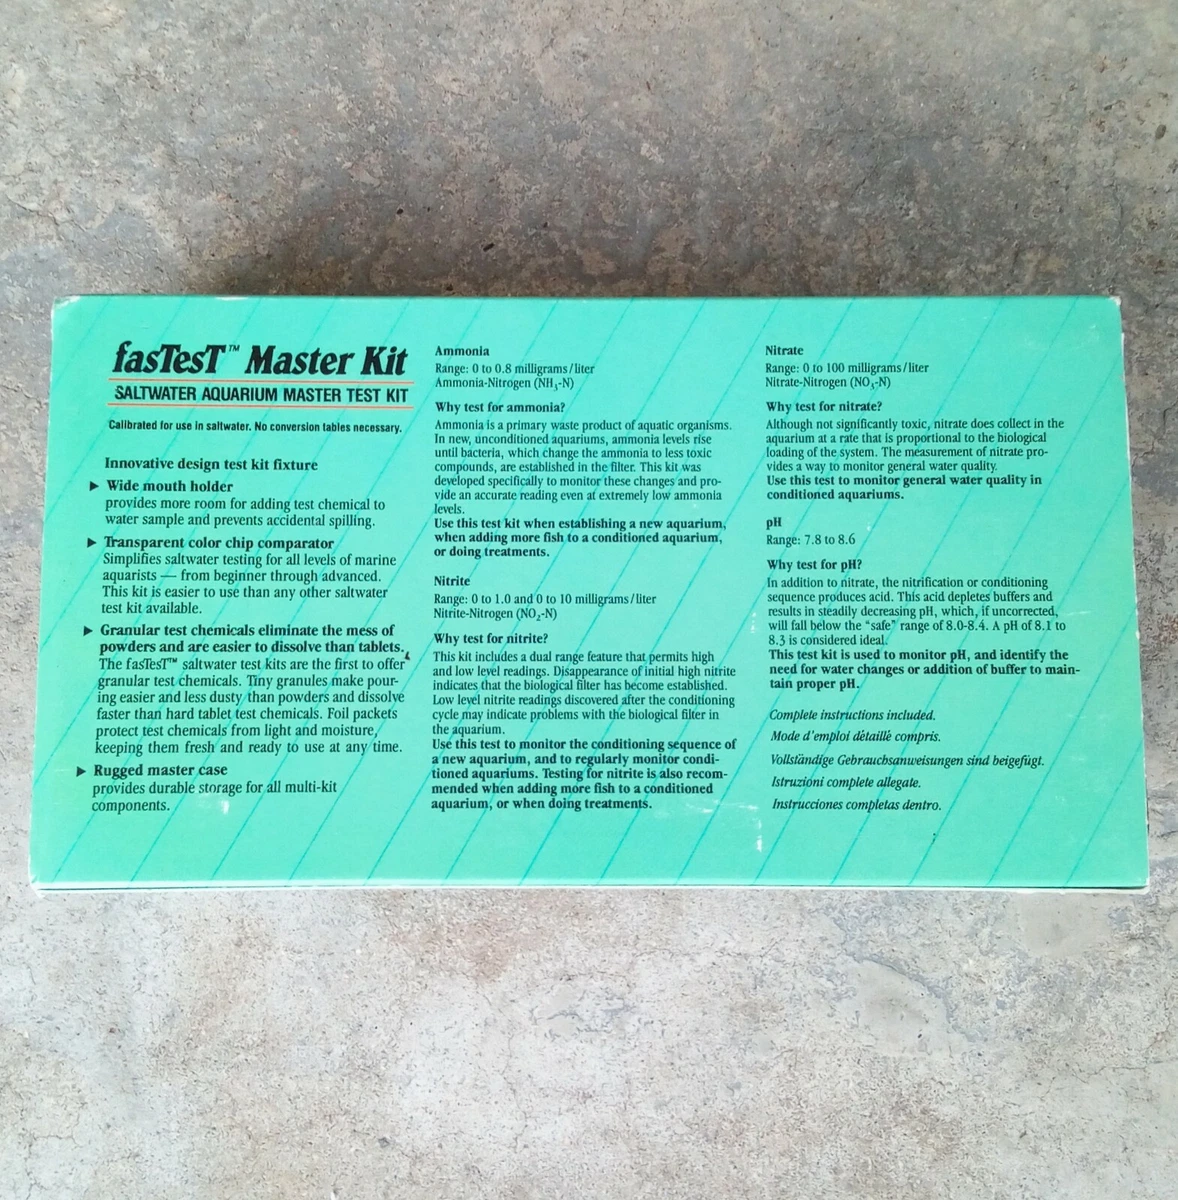 fasTesT™ Master Kit
SALTWATER AQUARIUM MASTER TEST KIT
Calibrated for use in saltwater. No conversion tables necessary.
Innovative design test kit fixture
▶ Wide mouth holder
provides more room for adding test chemical to
water sample and prevents accidental spilling.
▶ Transparent color chip comparator
Simplifies saltwater testing for all levels of marine
aquarists — from beginner through advanced.
This kit is easier to use than any other saltwater
test kit available.
▶ Granular test chemicals eliminate the mess of
powders and are easier to dissolve than tablets.
The fasTesT™ saltwater test kits are the first to offer
granular test chemicals. Tiny granules make pour-
ing easier and less dusty than powders and dissolve
faster than hard tablet test chemicals. Foil packets
protect test chemicals from light and moisture,
keeping them fresh and ready to use at any time.
▶ Rugged master case
provides durable storage for all multi-kit
components.
Ammonia
Range: 0 to 0.8 milligrams/liter
Ammonia-Nitrogen (NH₃-N)
Why test for ammonia?
Ammonia is a primary waste product of aquatic organisms.
In new, unconditioned aquariums, ammonia levels rise
until bacteria, which change the ammonia to less toxic
compounds, are established in the filter. This kit was
developed specifically to monitor these changes and pro-
vide an accurate reading even at extremely low ammonia
levels.
Use this test kit when establishing a new aquarium,
when adding more fish to a conditioned aquarium,
or doing treatments.
Nitrite
Range: 0 to 1.0 and 0 to 10 milligrams/liter
Nitrite-Nitrogen (NO₂-N)
Why test for nitrite?
This kit includes a dual range feature that permits high
and low level readings. Disappearance of initial high nitrite
indicates that the biological filter has become established.
Low level nitrite readings discovered after the conditioning
cycle may indicate problems with the biological filter in
the aquarium.
Use this test to monitor the conditioning sequence of
a new aquarium, and to regularly monitor condi-
tioned aquariums. Testing for nitrite is also recom-
mended when adding more fish to a conditioned
aquarium, or when doing treatments.
Nitrate
Range: 0 to 100 milligrams/liter
Nitrate-Nitrogen (NO₃-N)
Why test for nitrate?
Although not significantly toxic, nitrate does collect in the
aquarium at a rate that is proportional to the biological
loading of the system. The measurement of nitrate pro-
vides a way to monitor general water quality.
Use this test to monitor general water quality in
conditioned aquariums.
pH
Range: 7.8 to 8.6
Why test for pH?
In addition to nitrate, the nitrification or conditioning
sequence produces acid. This acid depletes buffers and
results in steadily decreasing pH, which, if uncorrected,
will fall below the "safe" range of 8.0-8.4. A pH of 8.1 to
8.3 is considered ideal.
This test kit is used to monitor pH, and identify the
need for water changes or addition of buffer to main-
tain proper pH.
Complete instructions included.
Mode d'emploi détaillé compris.
Vollständige Gebrauchsanweisungen sind beigefügt.
Istruzioni complete allegate.
Instrucciones completas dentro.